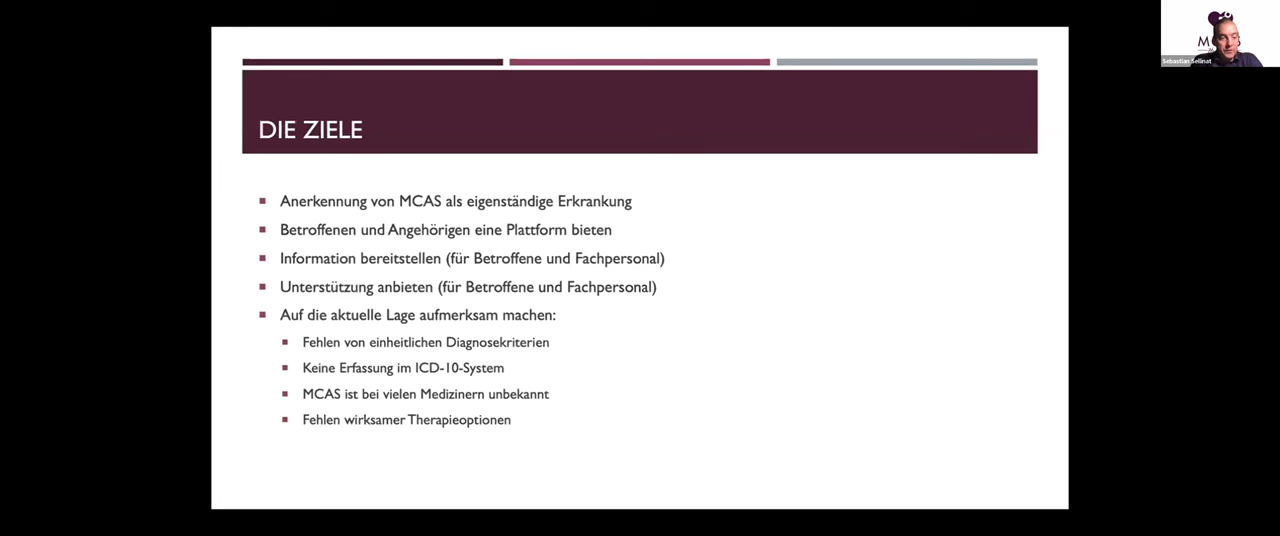 DIE ZIELE
Anerkennung von MCAS als eigenständige Erkrankung
Betroffenen und Angehörigen eine Plattform bieten
Information bereitstellen (für Betroffene und Fachpersonal)
Unterstützung anbieten (für Betroffene und Fachpersonal)
Auf die aktuelle Lage aufmerksam machen:
Fehlen von einheitlichen Diagnosekriterien
Keine Erfassung im ICD-10-System
MCAS ist bei vielen Medizinern unbekannt
Fehlen wirksamer Therapieoptionen
Sebastian Sellinat